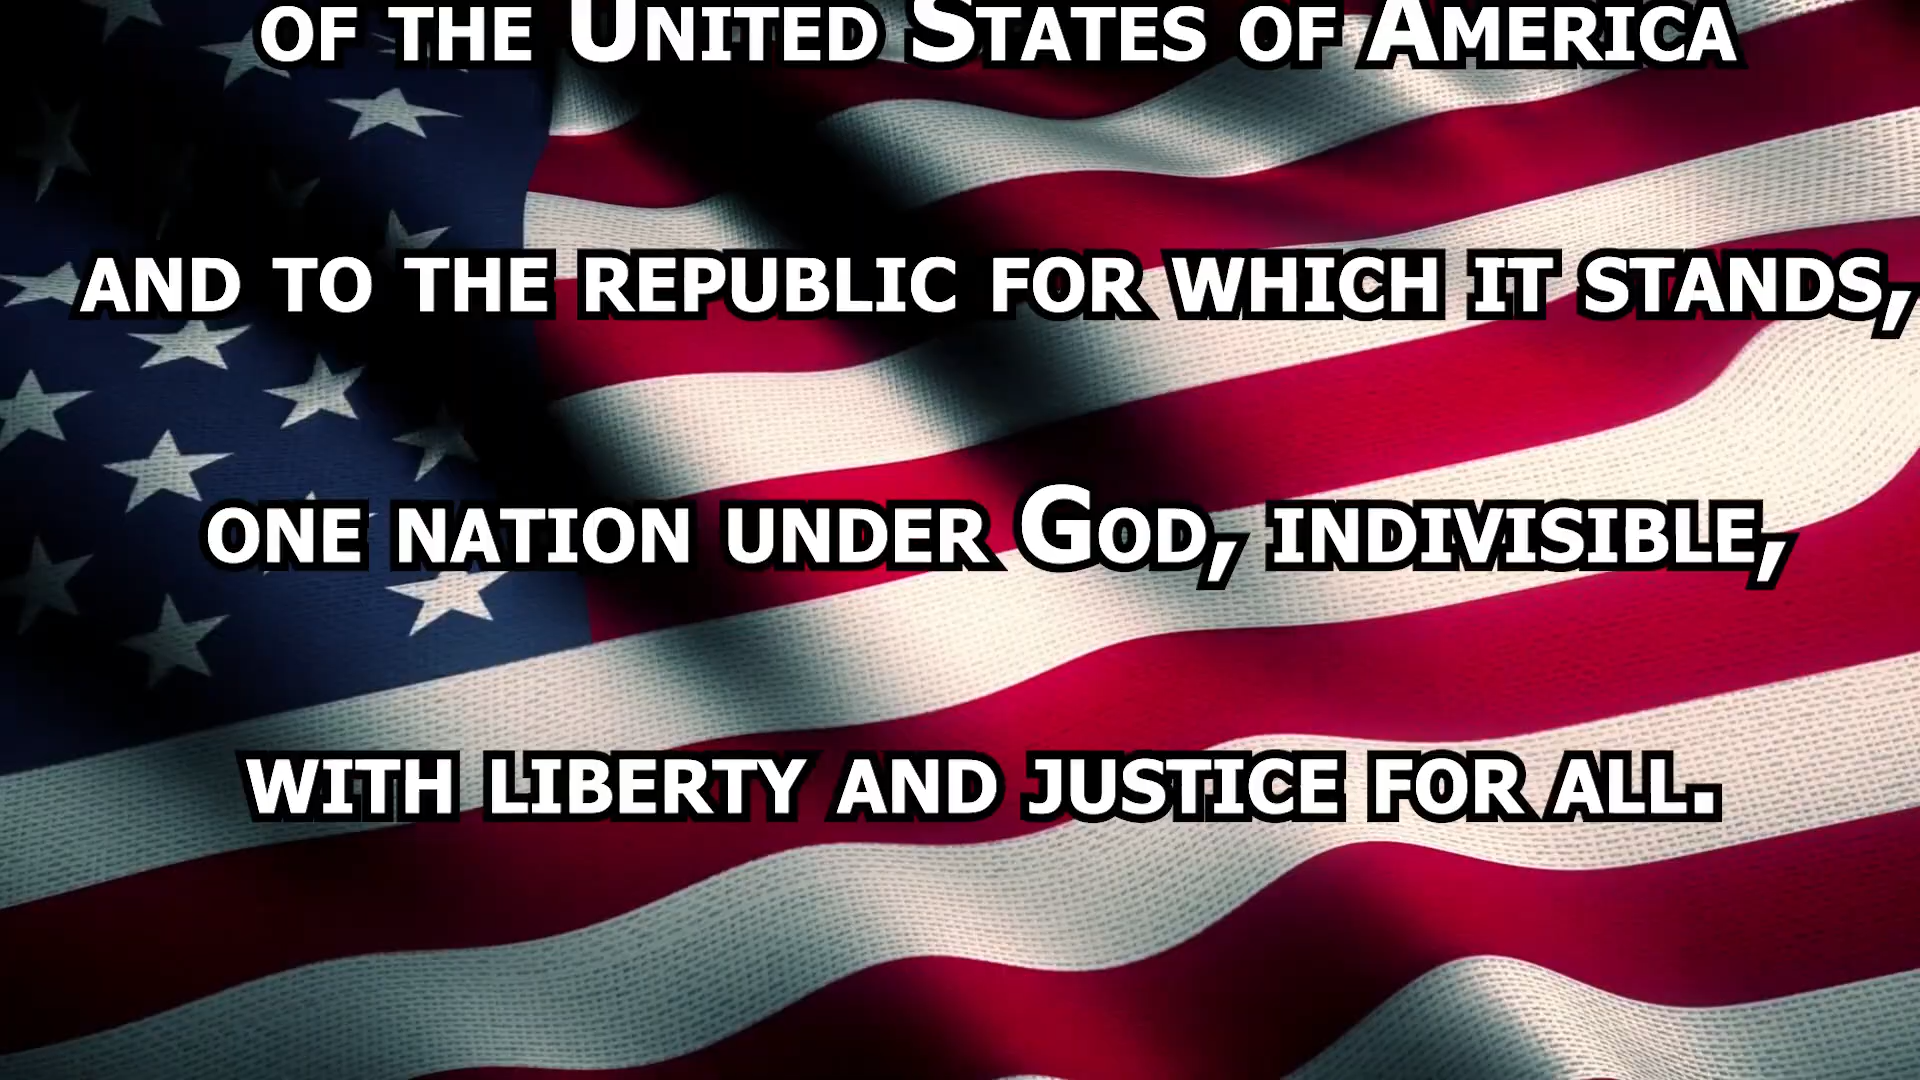 of the United States of America
and to the republic for which it stands,
one nation under God, indivisible,
with liberty and justice for all.